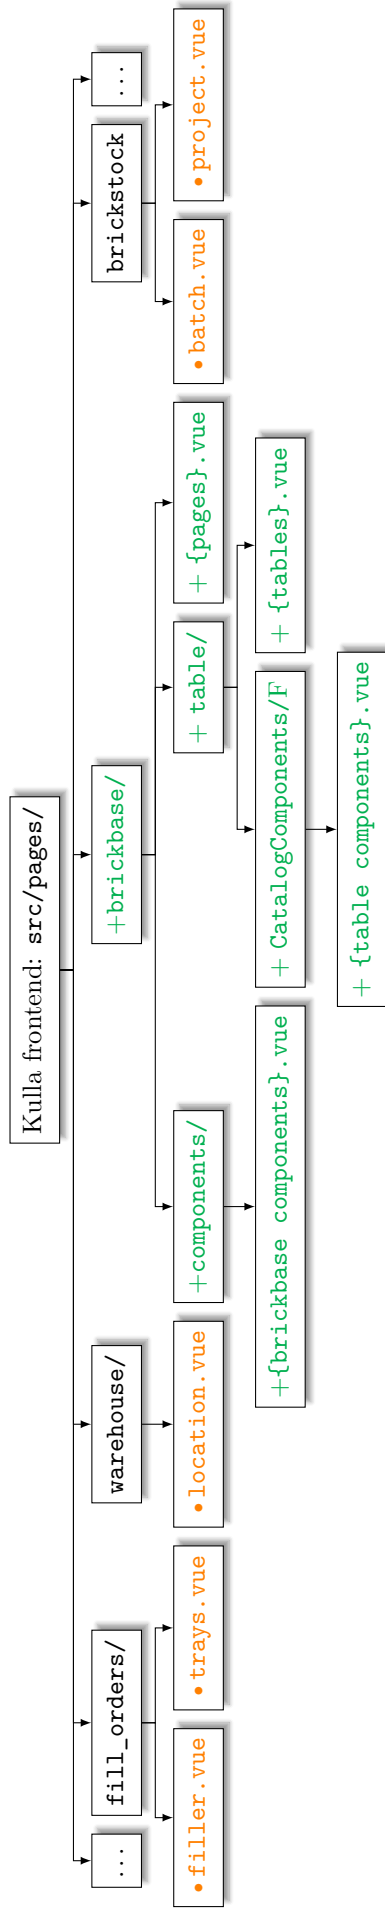 Kulla frontend: src/pages/
...
fill_orders/
warehouse/
+brickbase/
brickstock
...
•filler.vue
•trays.vue
•location.vue
+components/
+ table/
+ {pages}.vue
•batch.vue
•project.vue
+{brickbase components}.vue
+ CatalogComponents/F
+ {tables}.vue
+ {table components}.vue